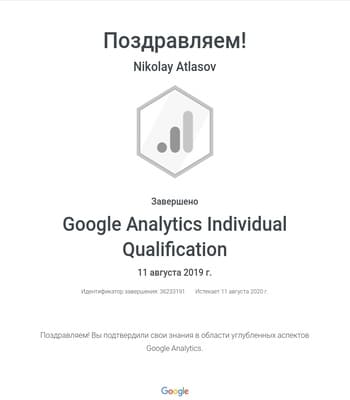 Поздравляем!
Nikolay Atlasov
Завершено
Google Analytics Individual
Qualification
11 августа 2019 г.
Идентификатор завершения: 36233191 Истекает 11 августа 2020 г.
Поздравляем! Вы подтвердили свои знания в области углубленных аспектов
Google Analytics.
Google